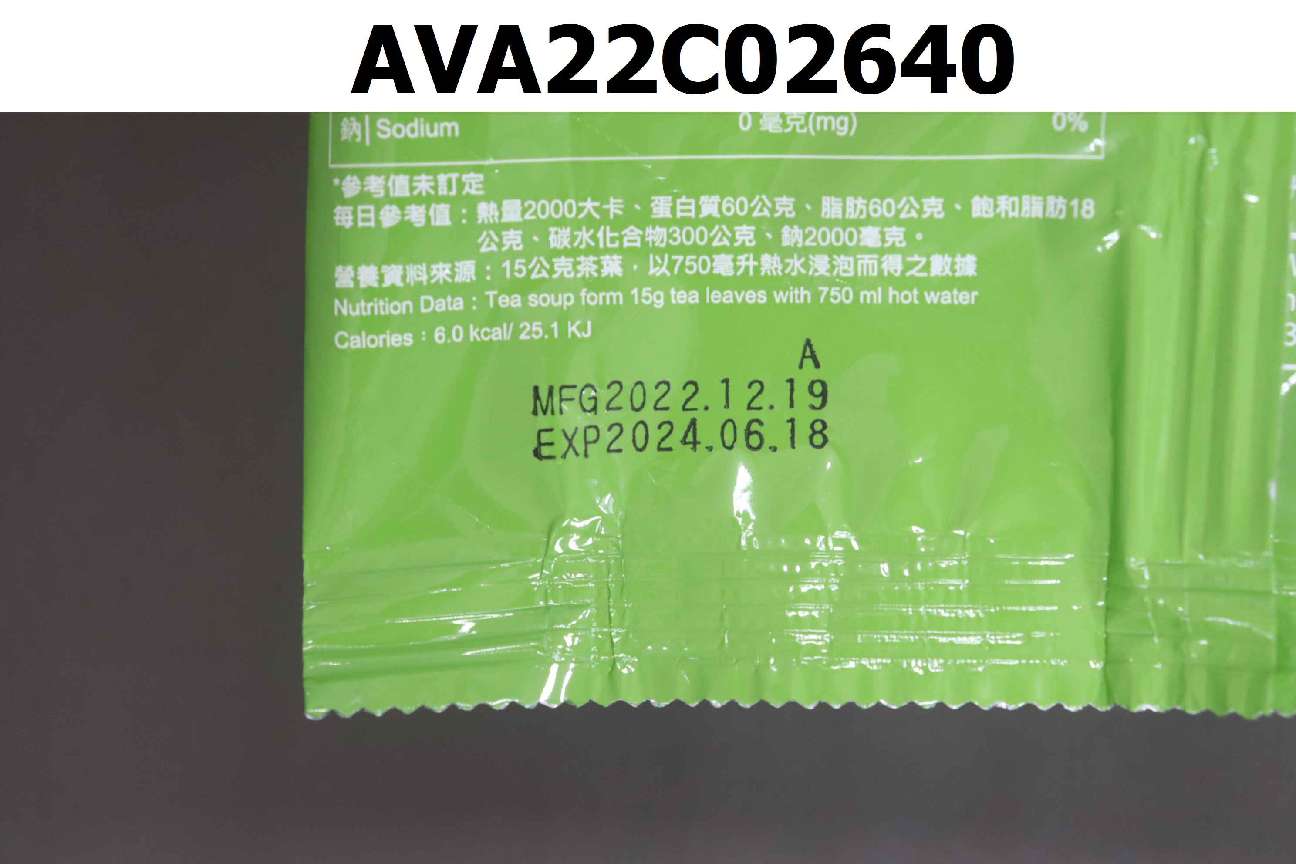 AVA22C02640
鈉 | Sodium 0 毫克(mg) 0%
*參考值未訂定
每日參考值：熱量2000大卡、蛋白質60公克、脂肪60公克、飽和脂肪18
公克、碳水化合物300公克、鈉2000毫克。
營養資料來源：15公克茶葉，以750毫升熱水浸泡而得之數據
Nutrition Data：Tea soup form 15g tea leaves with 750 ml hot water
Calories：6.0 kcal/ 25.1 KJ
A
MFG2022.12.19
EXP2024.06.18